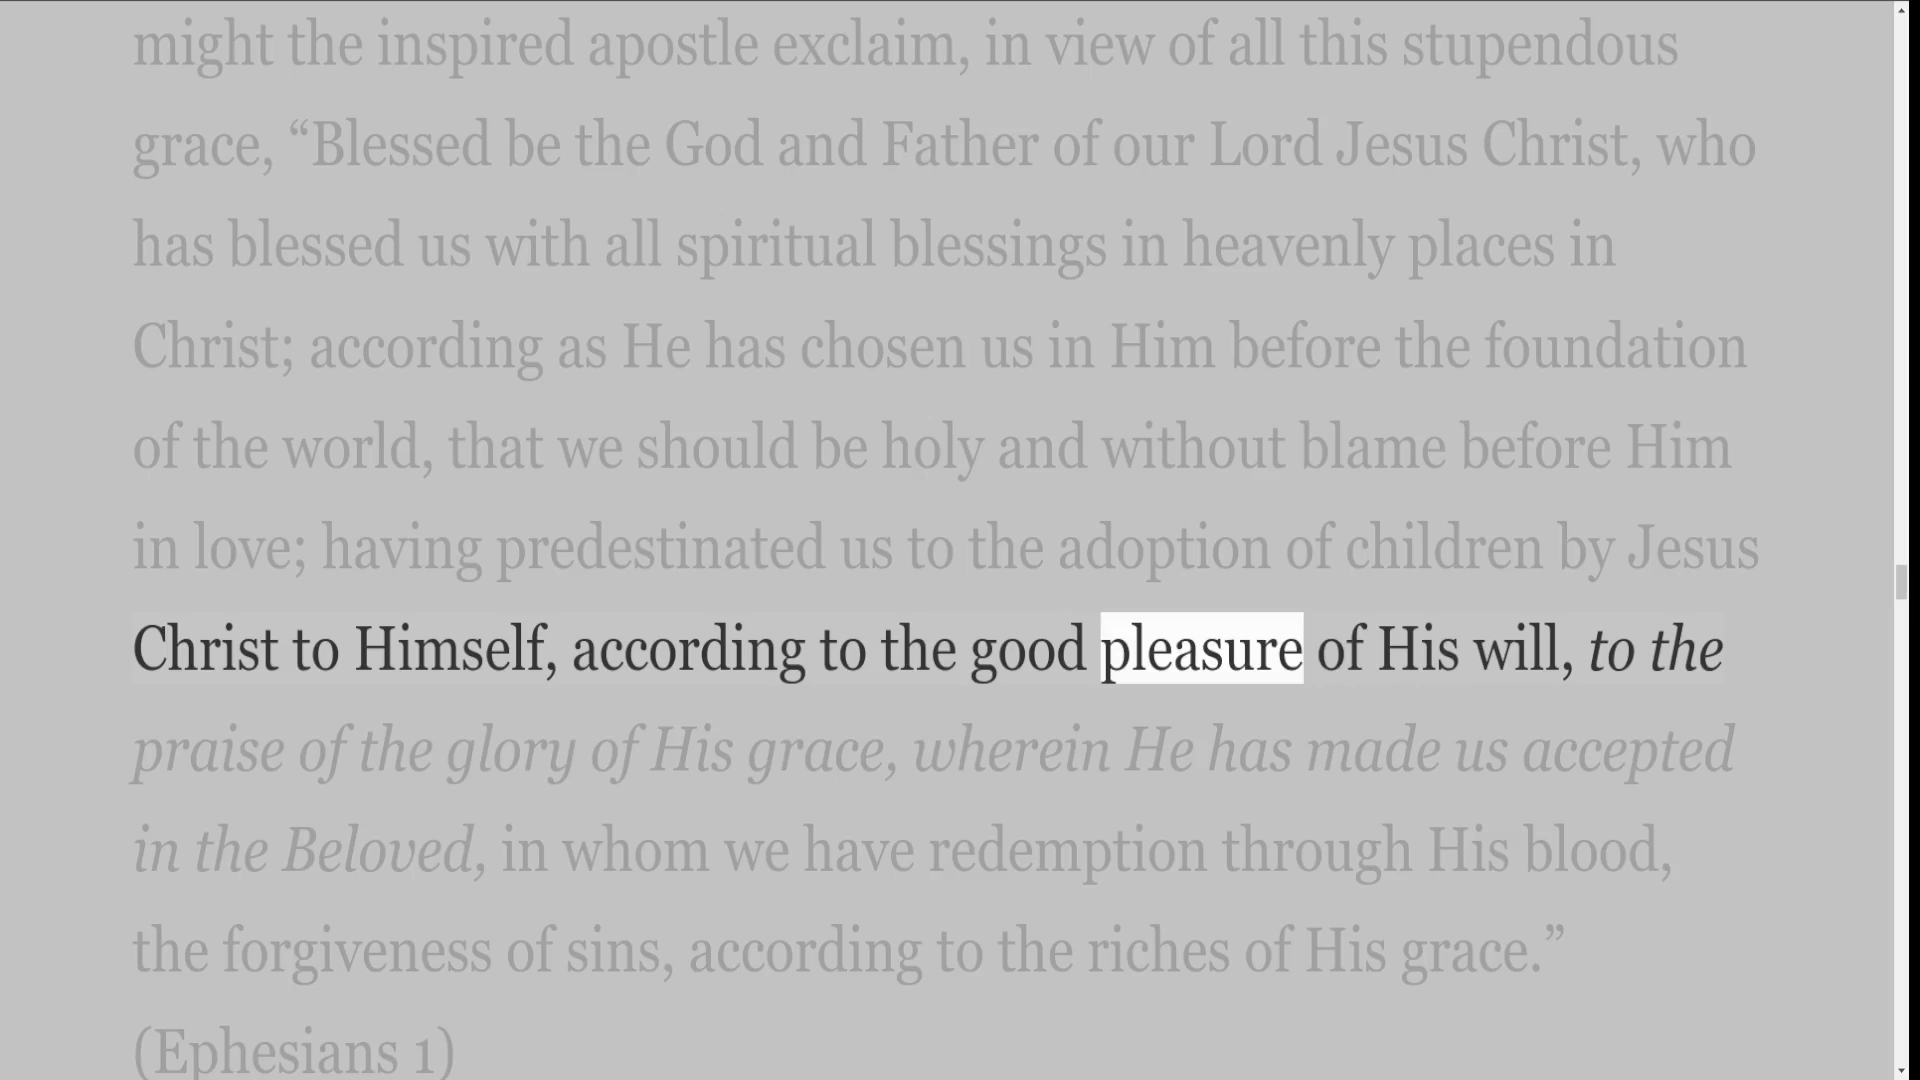 might the inspired apostle exclaim, in view of all this stupendous
grace, “Blessed be the God and Father of our Lord Jesus Christ, who
has blessed us with all spiritual blessings in heavenly places in
Christ; according as He has chosen us in Him before the foundation
of the world, that we should be holy and without blame before Him
in love; having predestinated us to the adoption of children by Jesus
Christ to Himself, according to the good pleasure of His will, to the
praise of the glory of His grace, wherein He has made us accepted
in the Beloved, in whom we have redemption through His blood,
the forgiveness of sins, according to the riches of His grace.”
(Ephesians 1)